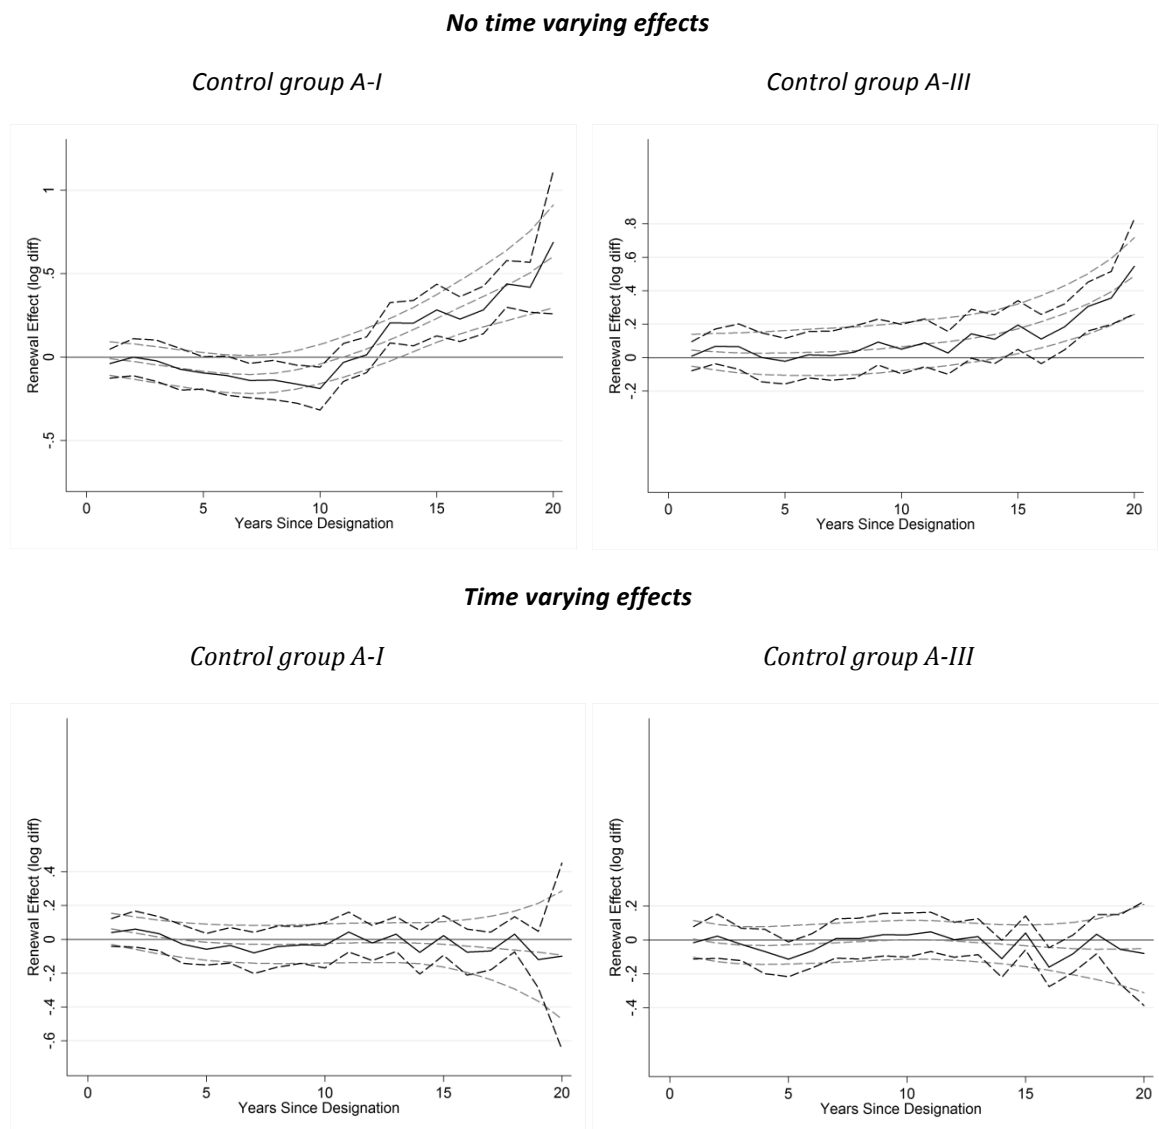 No time varying effects
Control group A-I
Control group A-III
Renewal Effect (log diff)
1
.5
0
-.5
0 5 10 15 20
Years Since Designation
Renewal Effect (log diff)
.8
.6
.4
.2
0
-.2
0 5 10 15 20
Years Since Designation
Time varying effects
Control group A-I
Control group A-III
Renewal Effect (log diff)
.4
.2
0
-.2
-.4
-.6
0 5 10 15 20
Years Since Designation
Renewal Effect (log diff)
.2
0
-.2
-.4
0 5 10 15 20
Years Since Designation